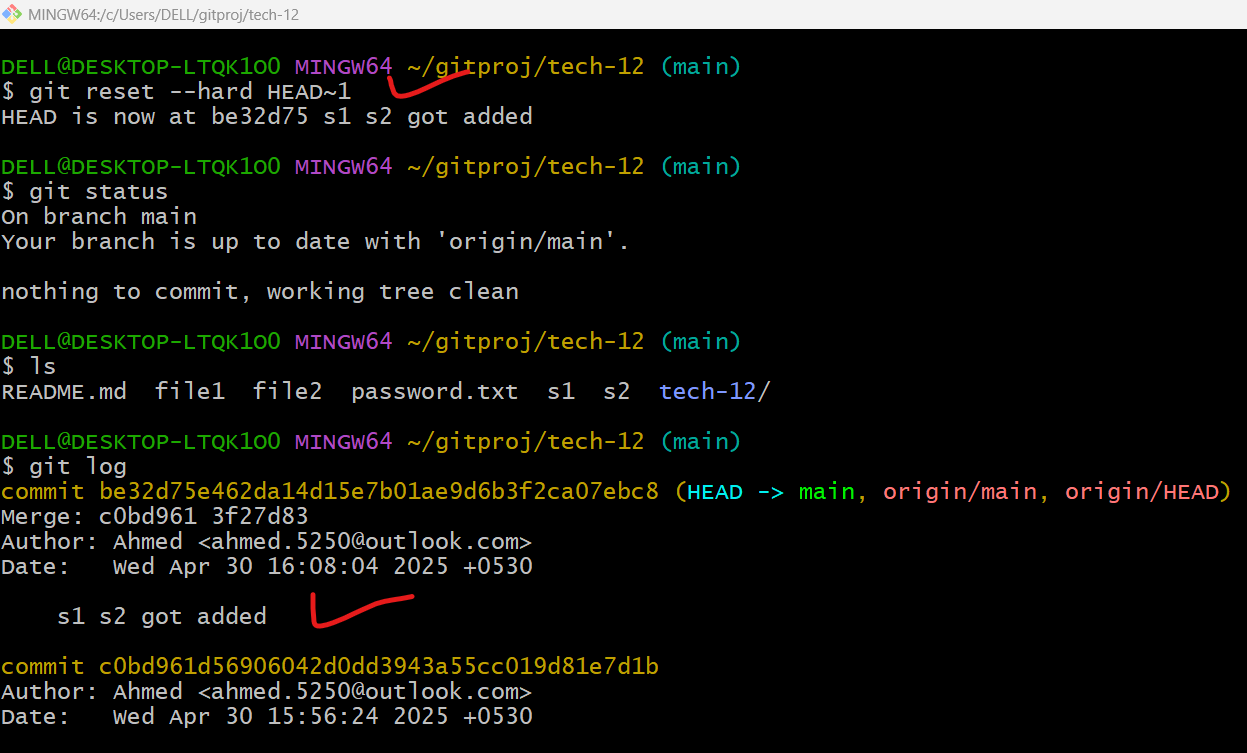 MINGW64:/c/Users/DELL/gitproj/tech-12
DELL@DESKTOP-LTQK1O0 MINGW64 ~/gitproj/tech-12 (main)
$ git reset --hard HEAD~1
HEAD is now at be32d75 s1 s2 got added
DELL@DESKTOP-LTQK1O0 MINGW64 ~/gitproj/tech-12 (main)
$ git status
On branch main
Your branch is up to date with 'origin/main'.
nothing to commit, working tree clean
DELL@DESKTOP-LTQK1O0 MINGW64 ~/gitproj/tech-12 (main)
$ ls
README.md  file1  file2  password.txt  s1  s2  tech-12/
DELL@DESKTOP-LTQK1O0 MINGW64 ~/gitproj/tech-12 (main)
$ git log
commit be32d75e462da14d15e7b01ae9d6b3f2ca07ebc8 (HEAD -> main, origin/main, origin/HEAD)
Merge: c0bd961 3f27d83
Author: Ahmed <ahmed.5250@outlook.com>
Date:   Wed Apr 30 16:08:04 2025 +0530
s1 s2 got added
commit c0bd961d56906042d0dd3943a55cc019d81e7d1b
Author: Ahmed <ahmed.5250@outlook.com>
Date:   Wed Apr 30 15:56:24 2025 +0530